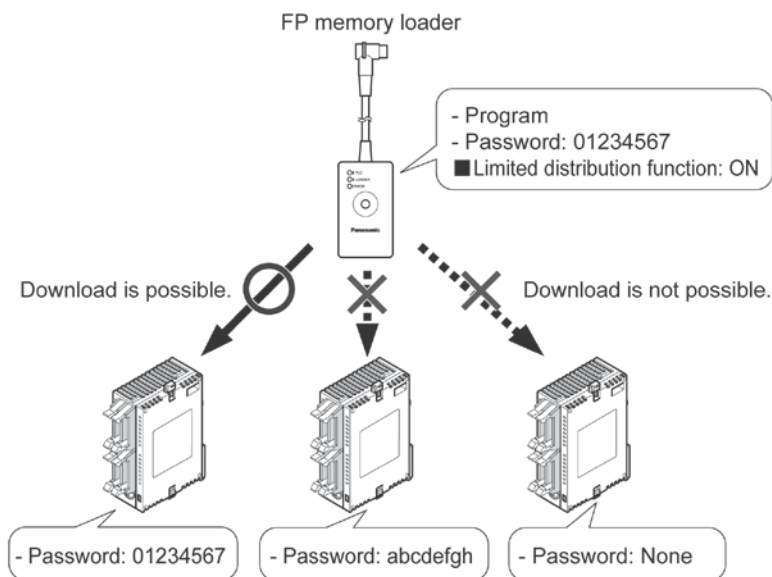 FP memory loader
- Program
- Password: 01234567
■ Limited distribution function: ON
Panasonic
Download is possible.
Download is not possible.
- Password: 01234567
- Password: abcdefgh
- Password: None